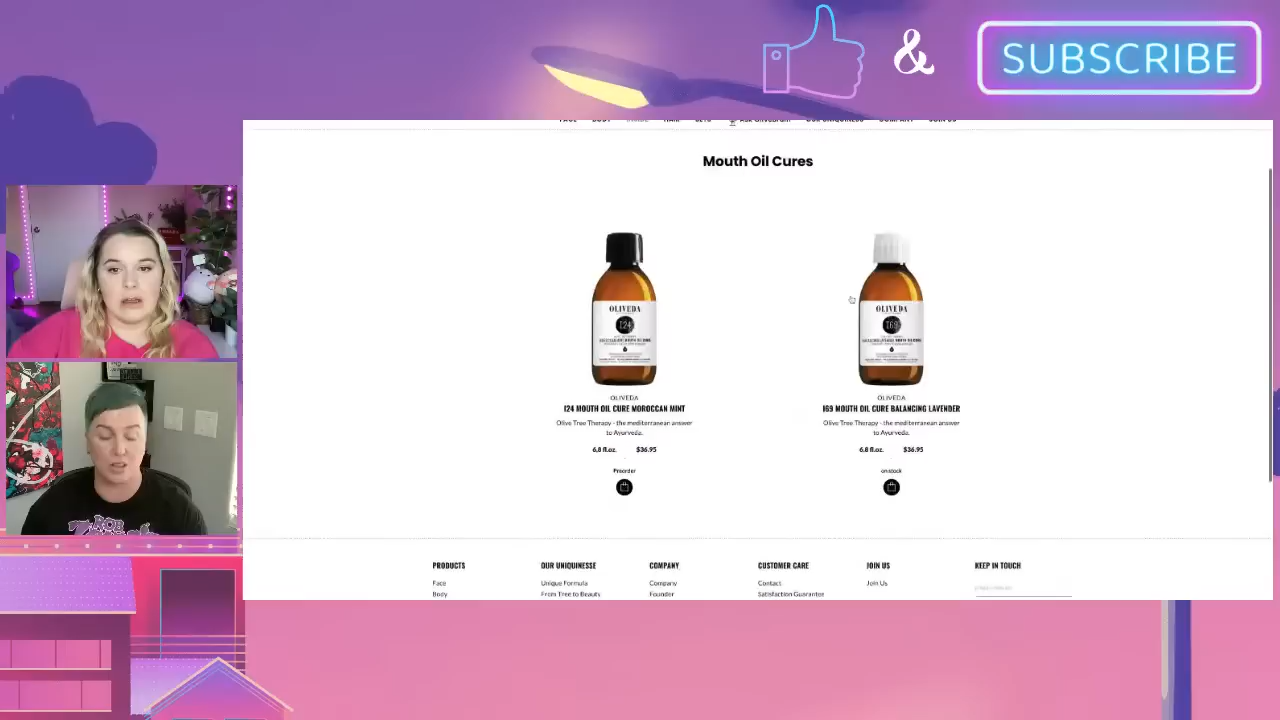 &
SUBSCRIBE
Mouth Oil Cures
OLIVEDA
I24
OLIVEDA
I69
OLIVEDA
I24 MOUTH OIL CURE MOROCCAN MINT
Olive Tree Therapy - the mediterranean answer
to Ayurveda.
6,8 fl.oz. $36.95
Preorder
OLIVEDA
I69 MOUTH OIL CURE BALANCING LAVENDER
Olive Tree Therapy - the mediterranean answer
to Ayurveda.
6.8 fl.oz. $36.95
on stock
PRODUCTS
Face
Body
OUR UNIQUINESSE
Unique Formula
From Tree to Beauty
COMPANY
Company
Founder
CUSTOMER CARE
Contact
Satisfaction Guarantee
JOIN US
Join Us
KEEP IN TOUCH
ROB